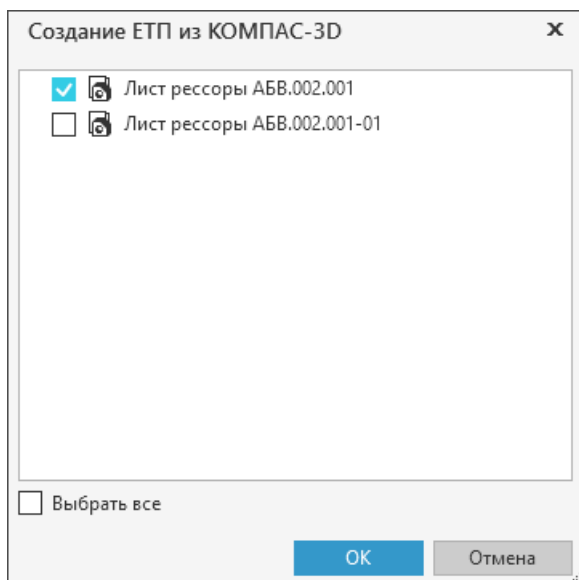 Создание ЕТП из КОМПАС-3D
Лист рессоры АБВ.002.001
Лист рессоры АБВ.002.001-01
Выбрать все
ОК
Отмена